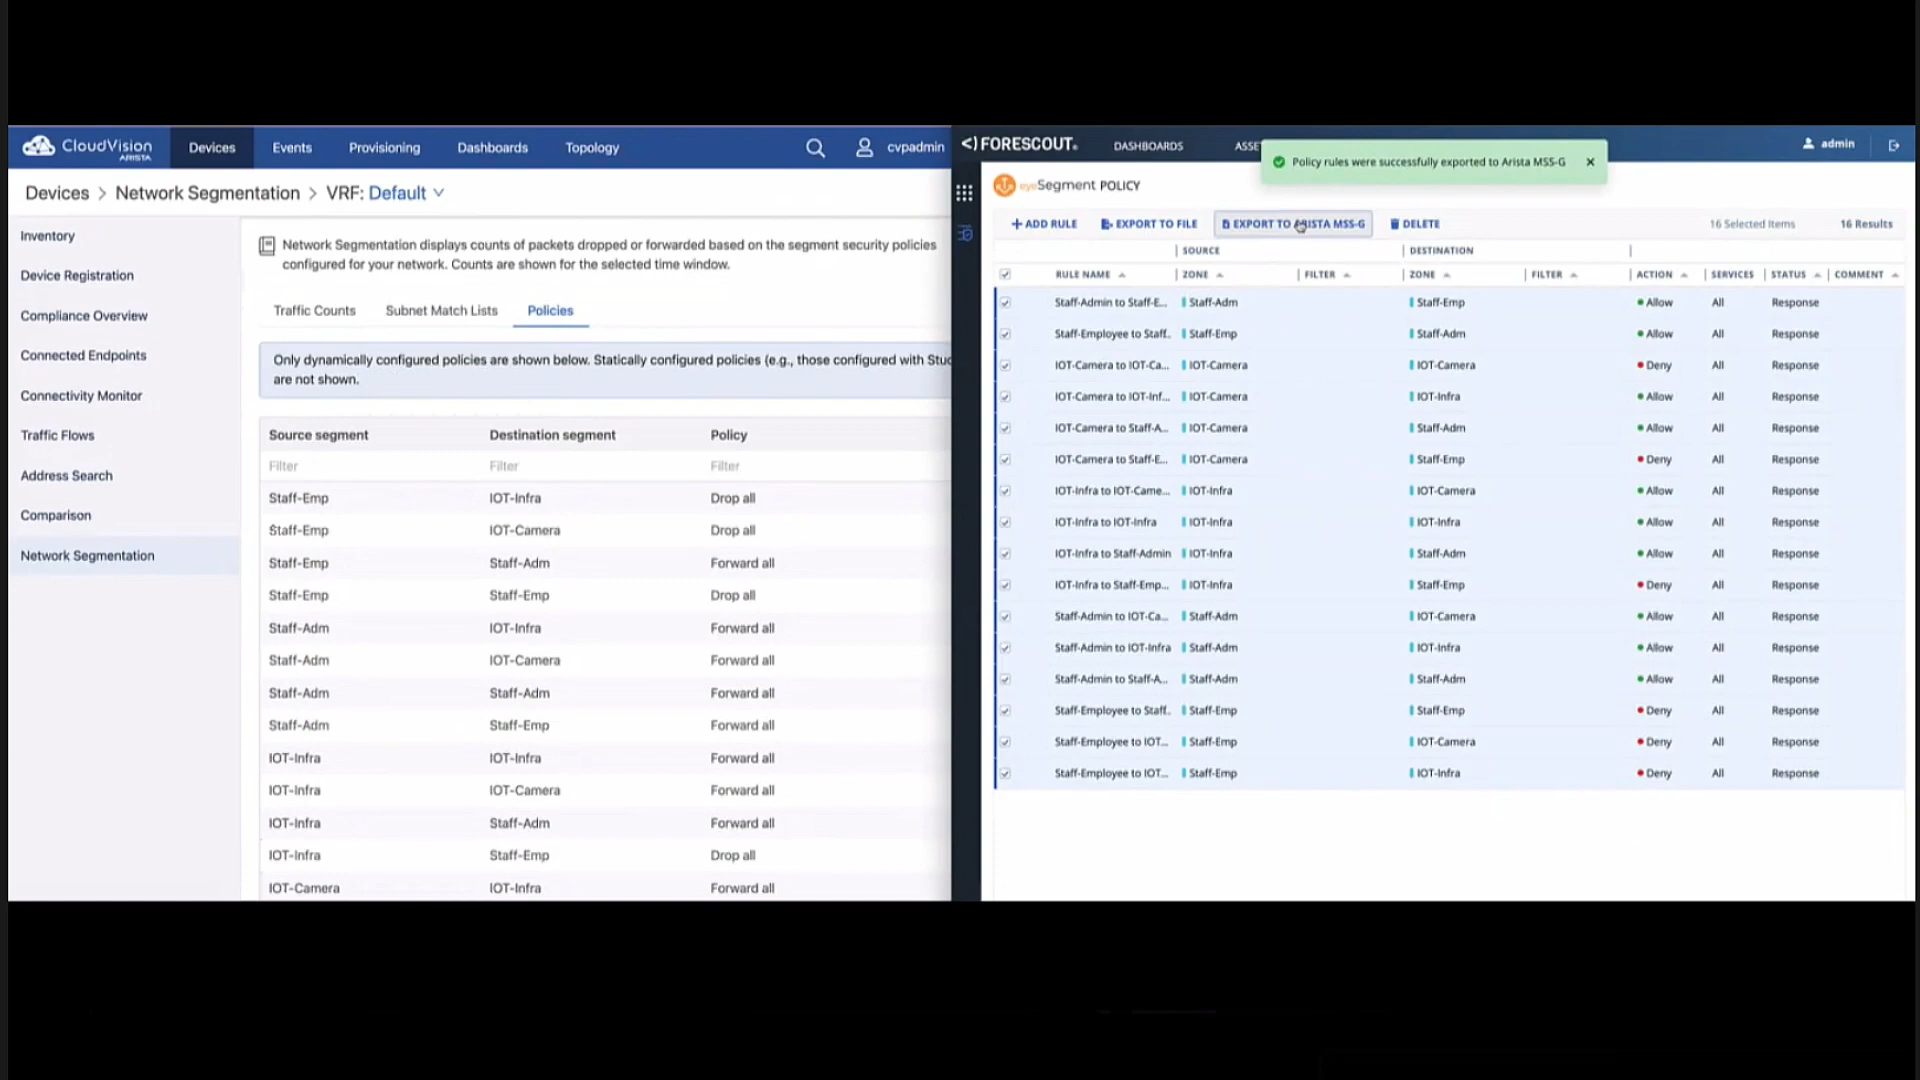 CloudVision
ARISTA
Devices
Events
Provisioning
Dashboards
Topology
cvpadmin
Devices > Network Segmentation > VRF: Default
Inventory
Device Registration
Compliance Overview
Connected Endpoints
Connectivity Monitor
Traffic Flows
Address Search
Comparison
Network Segmentation
Network Segmentation displays counts of packets dropped or forwarded based on the segment security policies
configured for your network. Counts are shown for the selected time window.
Traffic Counts
Subnet Match Lists
Policies
Only dynamically configured policies are shown below. Statically configured policies (e.g., those configured with Stud
are not shown.
Source segment Destination segment Policy
Filter Filter Filter
Staff-Emp IOT-Infra Drop all
Staff-Emp IOT-Camera Drop all
Staff-Emp Staff-Adm Forward all
Staff-Emp Staff-Emp Drop all
Staff-Adm IOT-Infra Forward all
Staff-Adm IOT-Camera Forward all
Staff-Adm Staff-Adm Forward all
Staff-Adm Staff-Emp Forward all
IOT-Infra IOT-Infra Forward all
IOT-Infra IOT-Camera Forward all
IOT-Infra Staff-Adm Forward all
IOT-Infra Staff-Emp Drop all
IOT-Camera IOT-Infra Forward all
<)FORESCOUT.
DASHBOARDS
ASSE
Policy rules were successfully exported to Arista MSS-G
admin
eyeSegment POLICY
+ ADD RULE
EXPORT TO FILE
EXPORT TO ARISTA MSS-G
DELETE
16 Selected Items
16 Results
SOURCE DESTINATION
RULE NAME ZONE FILTER ZONE FILTER ACTION SERVICES STATUS COMMENT
Staff-Admin to Staff-E... Staff-Adm Staff-Emp Allow All Response
Staff-Employee to Staff.. Staff-Emp Staff-Adm Allow All Response
IOT-Camera to IOT-Ca... IOT-Camera IOT-Camera Deny All Response
IOT-Camera to IOT-Inf... IOT-Camera IOT-Infra Allow All Response
IOT-Camera to Staff-A... IOT-Camera Staff-Adm Allow All Response
IOT-Camera to Staff-E... IOT-Camera Staff-Emp Deny All Response
IOT-Infra to IOT-Came... IOT-Infra IOT-Camera Allow All Response
IOT-Infra to IOT-Infra IOT-Infra IOT-Infra Allow All Response
IOT-Infra to Staff-Admin IOT-Infra Staff-Adm Allow All Response
IOT-Infra to Staff-Emp... IOT-Infra Staff-Emp Deny All Response
Staff-Admin to IOT-Ca... Staff-Adm IOT-Camera Allow All Response
Staff-Admin to IOT-Infra Staff-Adm IOT-Infra Allow All Response
Staff-Admin to Staff-A... Staff-Adm Staff-Adm Allow All Response
Staff-Employee to Staff.. Staff-Emp Staff-Emp Deny All Response
Staff-Employee to IOT... Staff-Emp IOT-Camera Deny All Response
Staff-Employee to IOT... Staff-Emp IOT-Infra Deny All Response